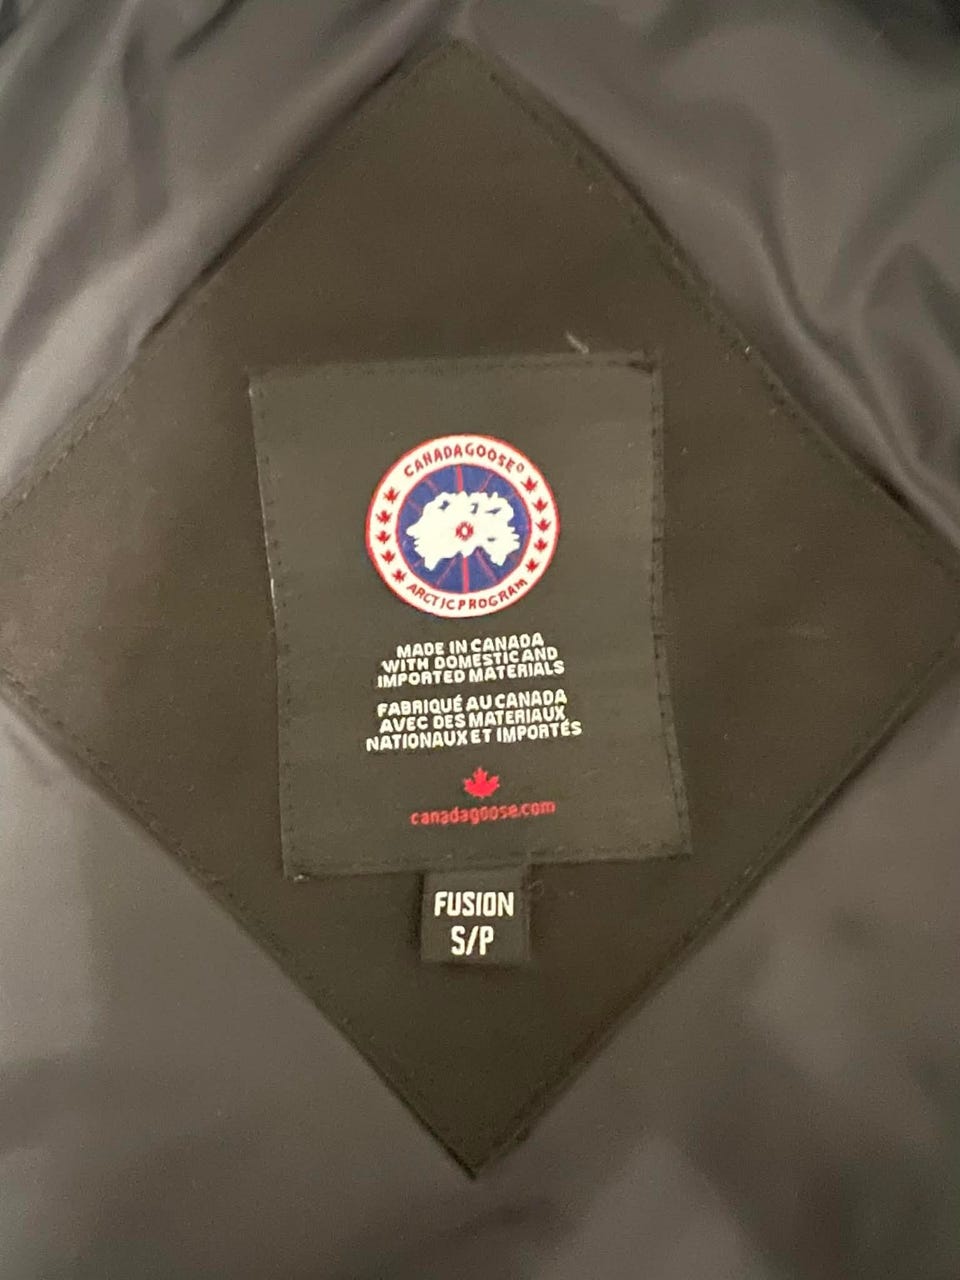 CANADA GOOSE®
ARCTIC PROGRAM
MADE IN CANADA
WITH DOMESTIC AND
IMPORTED MATERIALS
FABRIQUÉ AU CANADA
AVEC DES MATERIAUX
NATIONAUX ET IMPORTÉS
canadagoose.com
FUSION
S/P